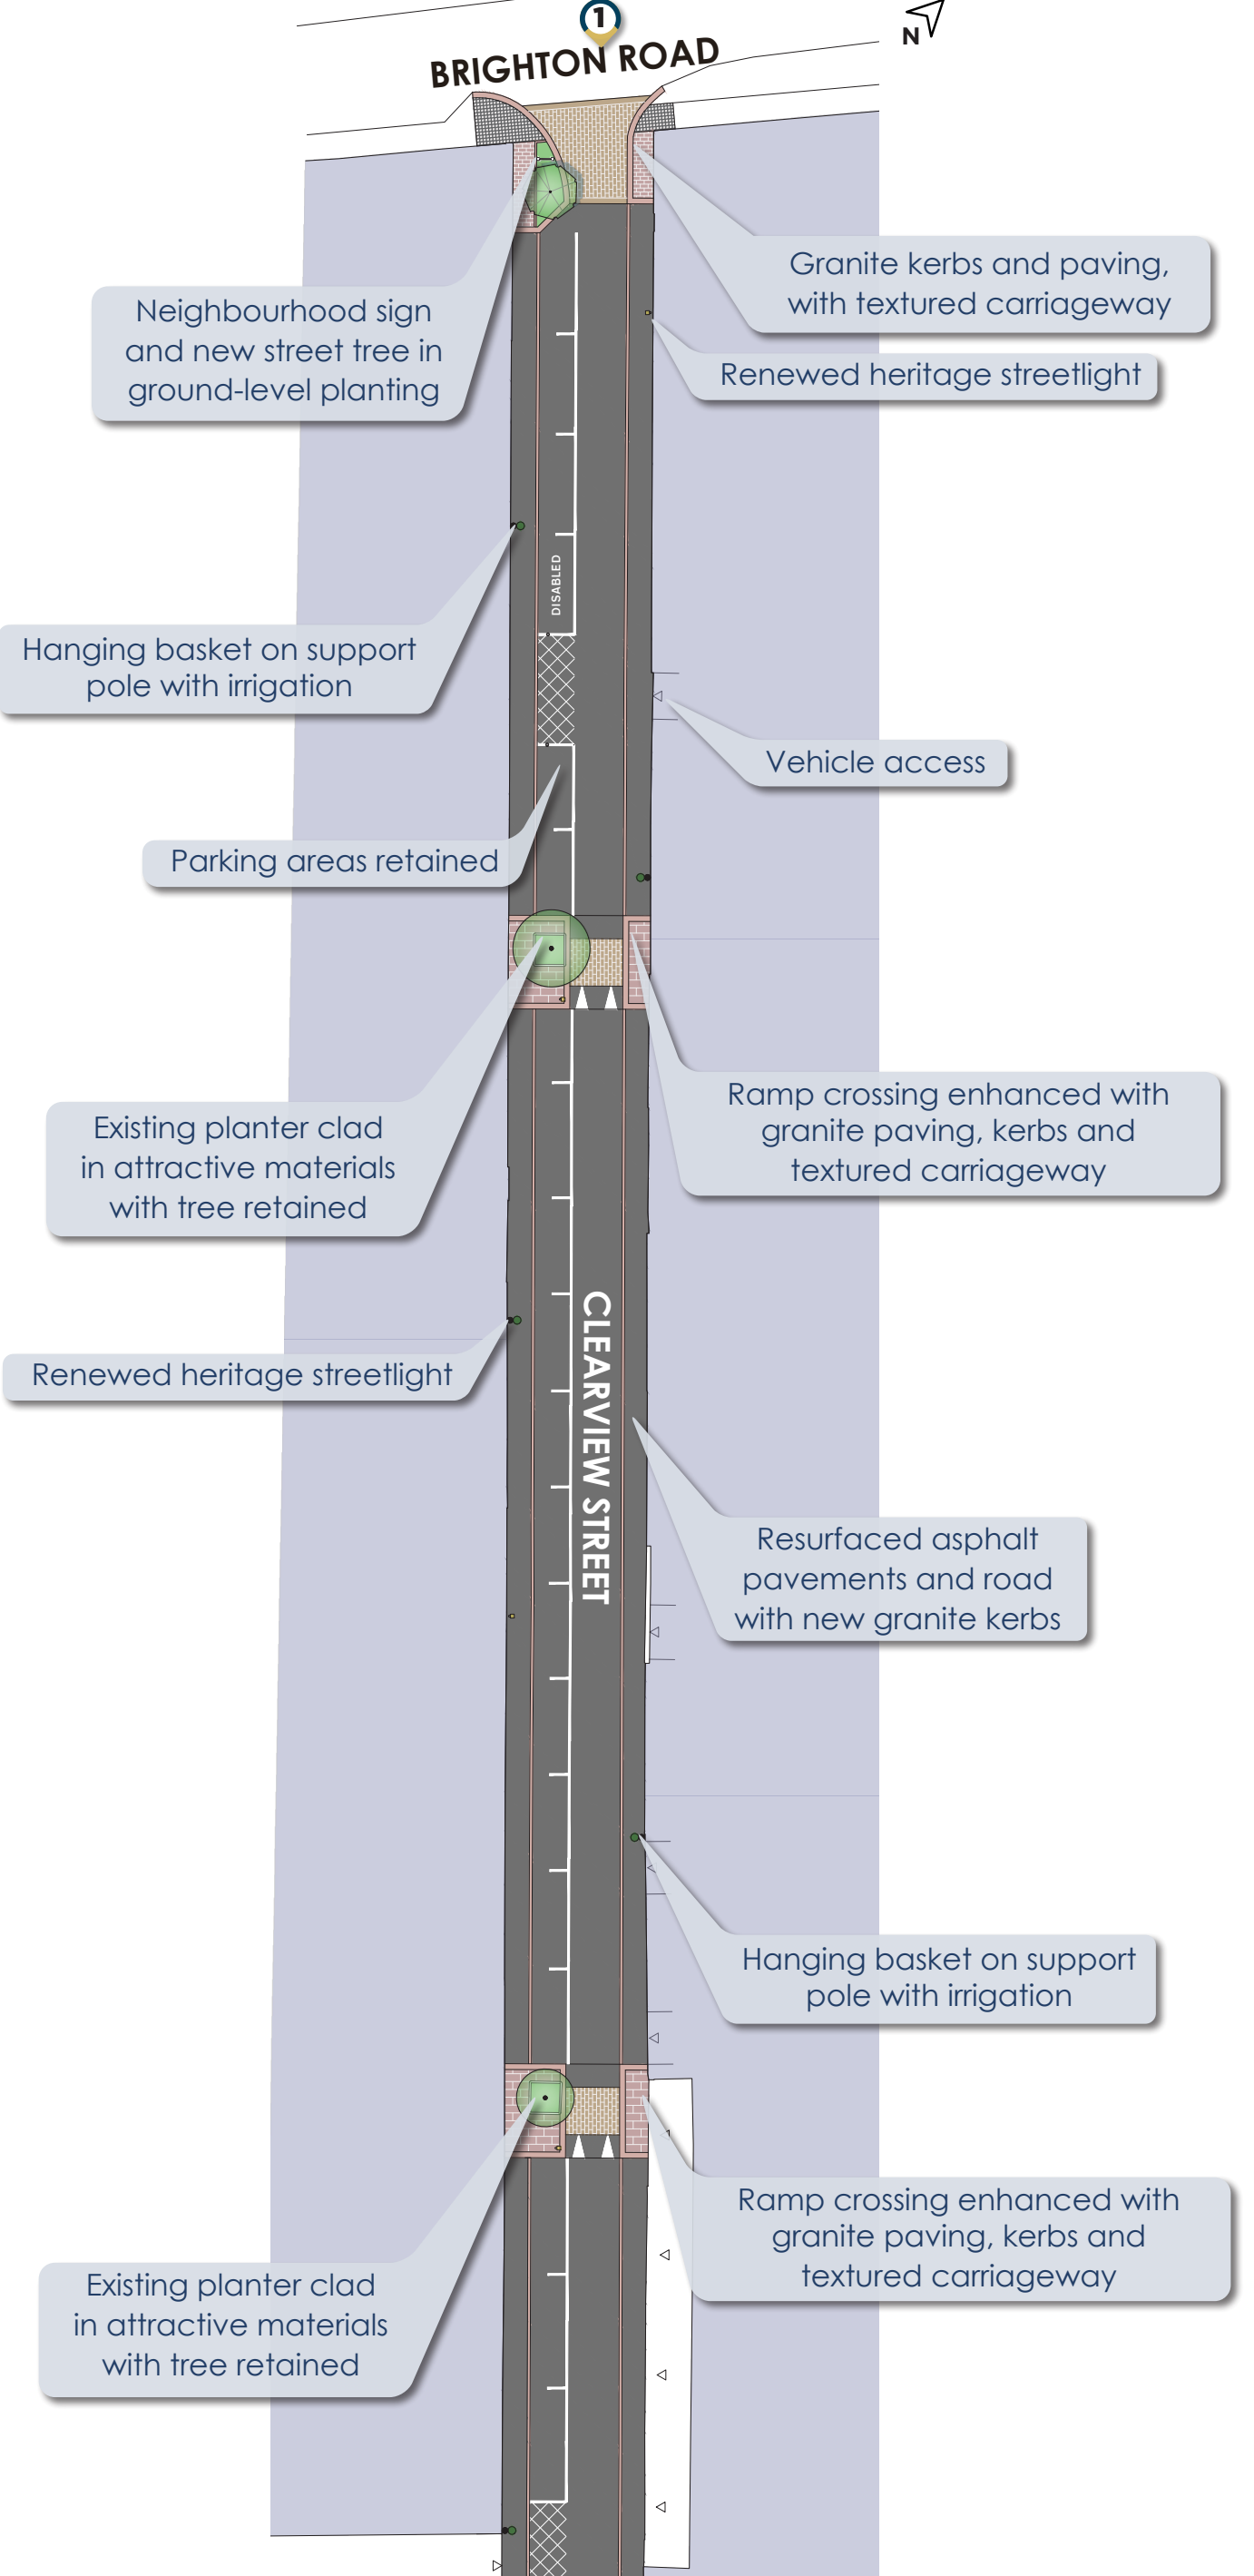 1
BRIGHTON ROAD
N
Granite kerbs and paving,
with textured carriageway
Neighbourhood sign
and new street tree in
ground-level planting
Renewed heritage streetlight
DISABLED
Hanging basket on support
pole with irrigation
Vehicle access
Parking areas retained
Ramp crossing enhanced with
granite paving, kerbs and
textured carriageway
Existing planter clad
in attractive materials
with tree retained
CLEARVIEW STREET
Renewed heritage streetlight
Resurfaced asphalt
pavements and road
with new granite kerbs
Hanging basket on support
pole with irrigation
Ramp crossing enhanced with
granite paving, kerbs and
textured carriageway
Existing planter clad
in attractive materials
with tree retained